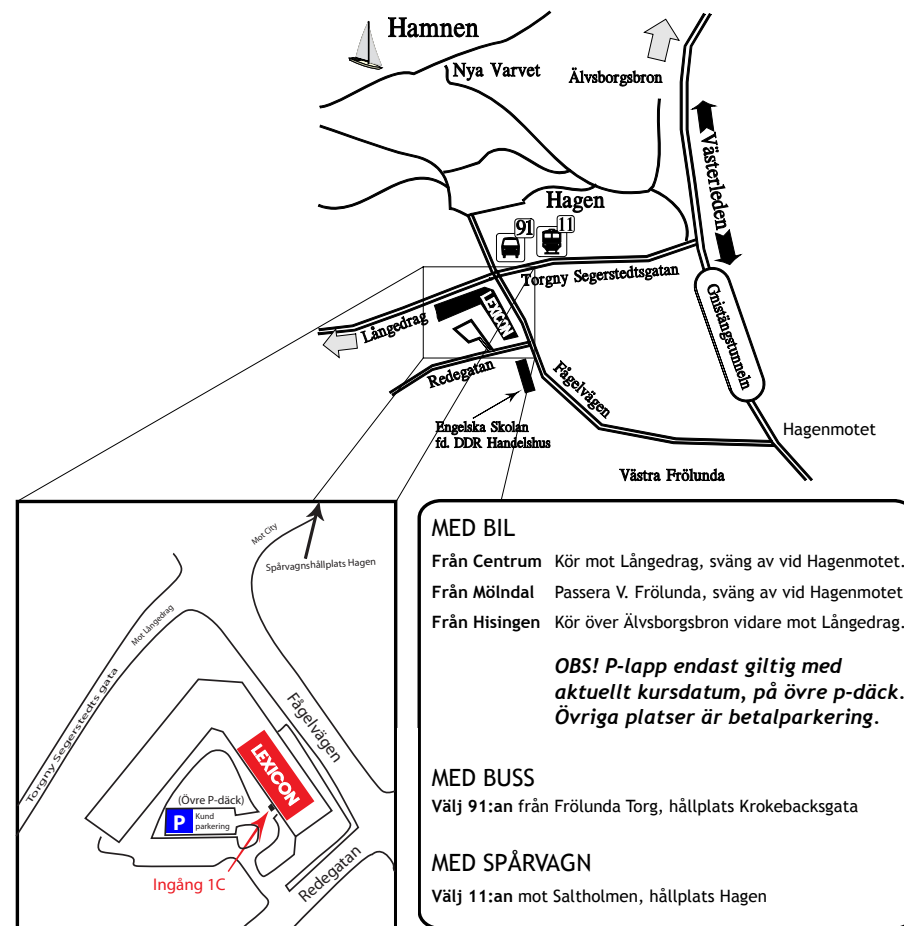 Hamnen
Nya Varvet
Älvsborgsbron
Västerleden
Hagen
91
11
Torgny Segerstedtsgatan
Gnistängstunneln
LEXICON
Långedrag
Redegatan
Fågelvägen
Engelska Skolan
fd. DDR Handelshus
Hagenmotet
Västra Frölunda
Mot City
Spårvagnshållplats Hagen
Mot Långedrag
Torgny Segerstedts gata
Fågelvägen
LEXICON
(Övre P-däck)
P
Kund
parkering
Ingång 1C
Redegatan
MED BIL
Från Centrum Kör mot Långedrag, sväng av vid Hagenmotet.
Från Mölndal Passera V. Frölunda, sväng av vid Hagenmotet
Från Hisingen Kör över Älvsborgsbron vidare mot Långedrag.
OBS! P-lapp endast giltig med
aktuellt kursdatum, på övre p-däck.
Övriga platser är betalparkering.
MED BUSS
Välj 91:an från Frölunda Torg, hållplats Krokebacksgata
MED SPÅRVAGN
Välj 11:an mot Saltholmen, hållplats Hagen